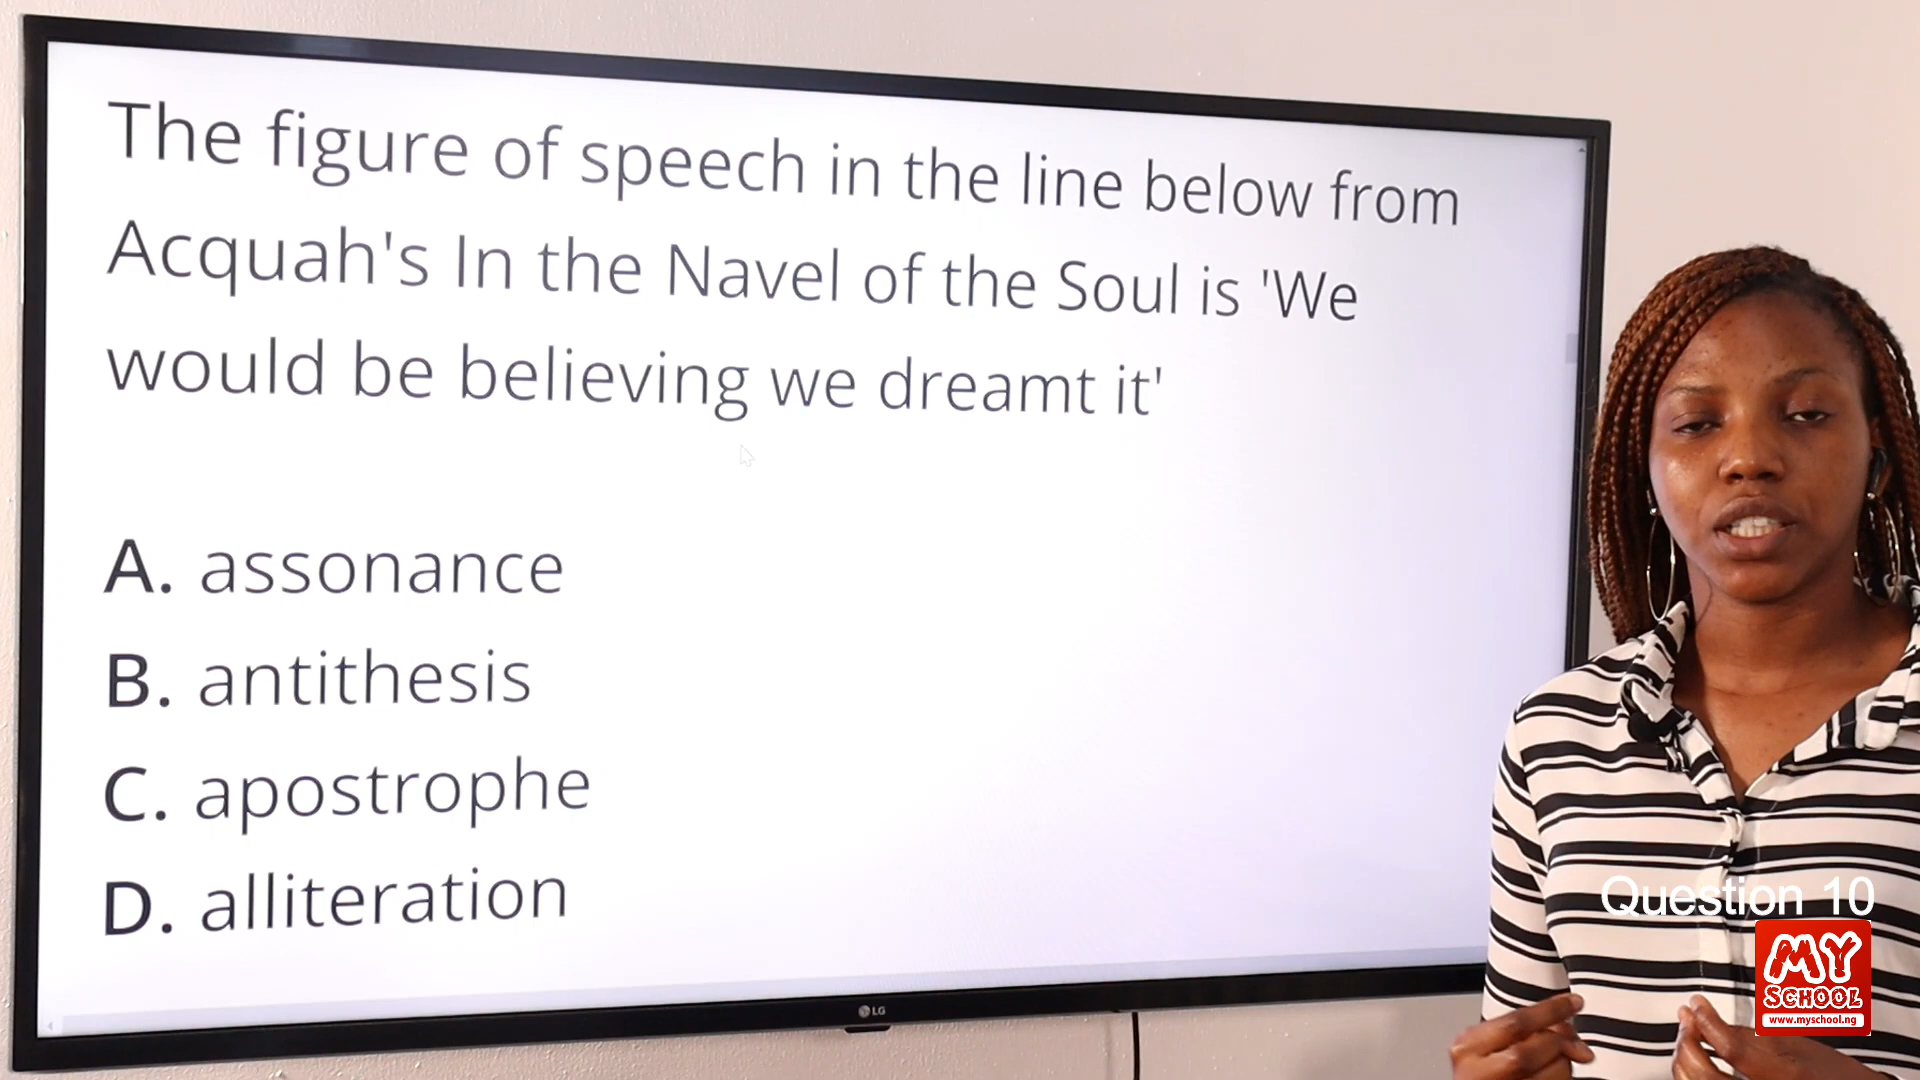 The figure of speech in the line below from
Acquah's In the Navel of the Soul is 'We
would be believing we dreamt it'
A. assonance
B. antithesis
C. apostrophe
D. alliteration
LG
Question 10
MY
SCHOOL
www.myschool.ng